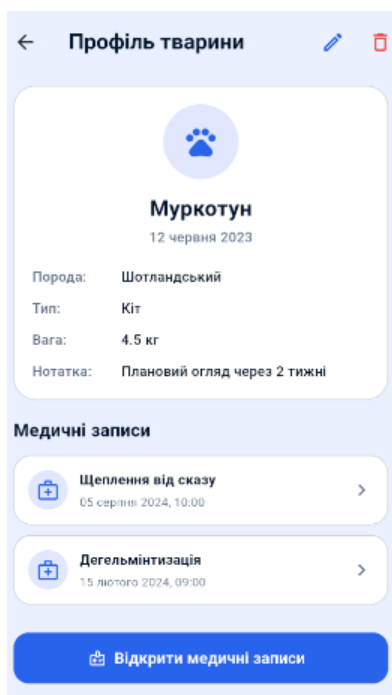 Профіль тварини
Муркотун
12 червня 2023
Порода: Шотландський
Тип: Кіт
Вага: 4.5 кг
Нотатка: Плановий огляд через 2 тижні
Медичні записи
Щеплення від сказу
05 серпня 2024, 10:00
Дегельмінтизація
15 лютого 2024, 09:00
Відкрити медичні записи